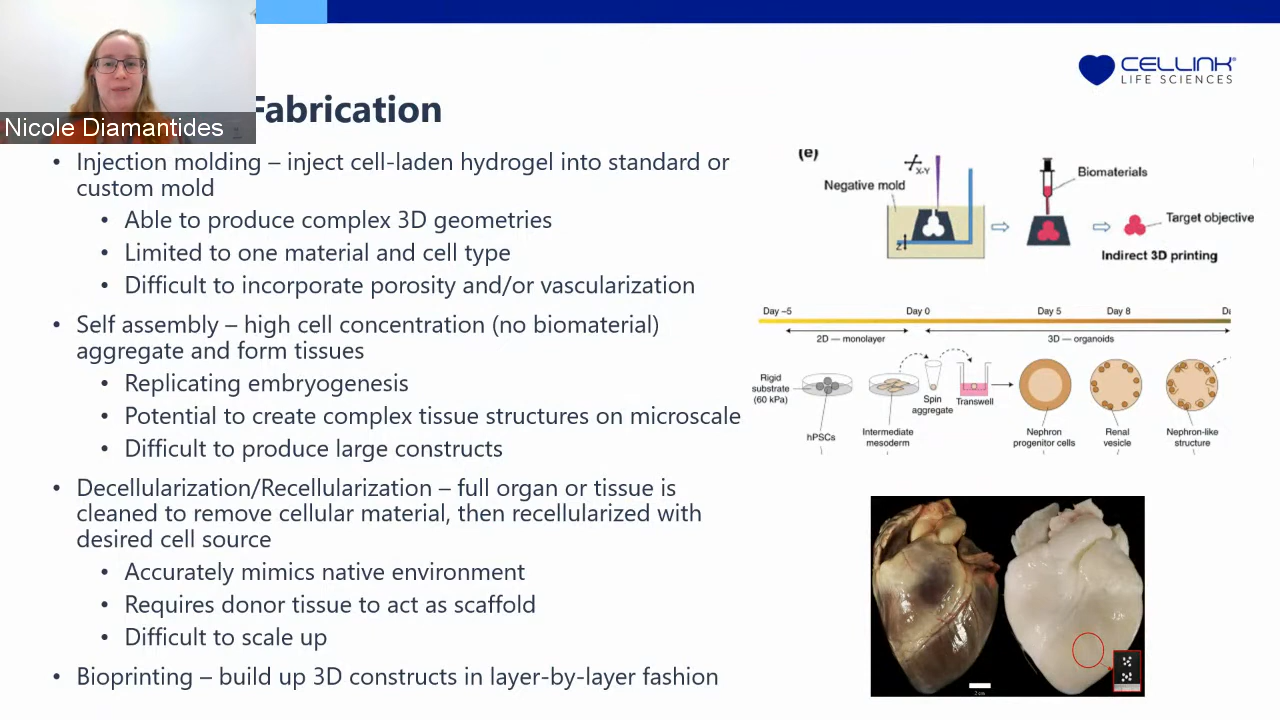 CELLINK®
LIFE SCIENCES
Nicole Diamantides
Fabrication
• Injection molding – inject cell-laden hydrogel into standard or
custom mold
• Able to produce complex 3D geometries
• Limited to one material and cell type
• Difficult to incorporate porosity and/or vascularization
• Self assembly – high cell concentration (no biomaterial)
aggregate and form tissues
• Replicating embryogenesis
• Potential to create complex tissue structures on microscale
• Difficult to produce large constructs
• Decellularization/Recellularization – full organ or tissue is
cleaned to remove cellular material, then recellularized with
desired cell source
• Accurately mimics native environment
• Requires donor tissue to act as scaffold
• Difficult to scale up
• Bioprinting – build up 3D constructs in layer-by-layer fashion
(e)
X-Y
Negative mold
Z
Biomaterials
Target objective
Indirect 3D printing
Day –5
Day 0
Day 5
Day 8
2D — monolayer
3D — organoids
Rigid
substrate
(60 kPa)
hPSCs
Intermediate
mesoderm
Spin
aggregate
Transwell
Nephron
progenitor cells
Renal
vesicle
Nephron-like
structure
2 cm